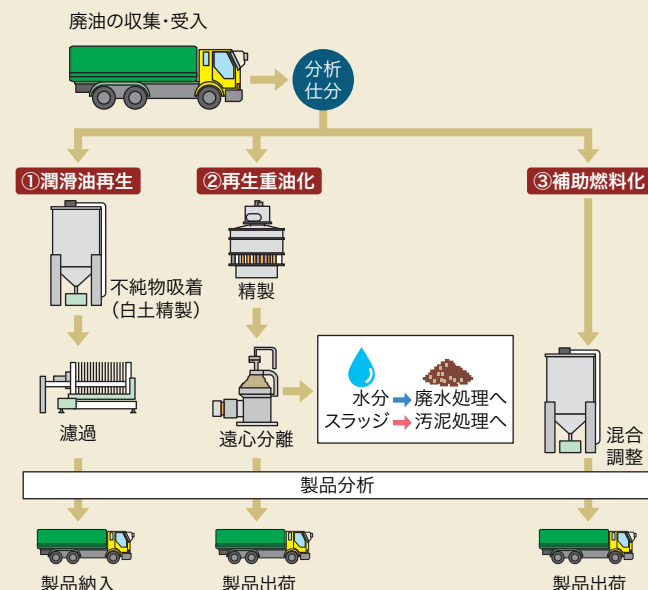 廃油の収集・受入
分析
仕分
①潤滑油再生
②再生重油化
③補助燃料化
不純物吸着
（白土精製）
精製
濾過
遠心分離
水分→廃水処理へ
スラッジ→汚泥処理へ
混合
調整
製品分析
製品納入
製品出荷
製品出荷